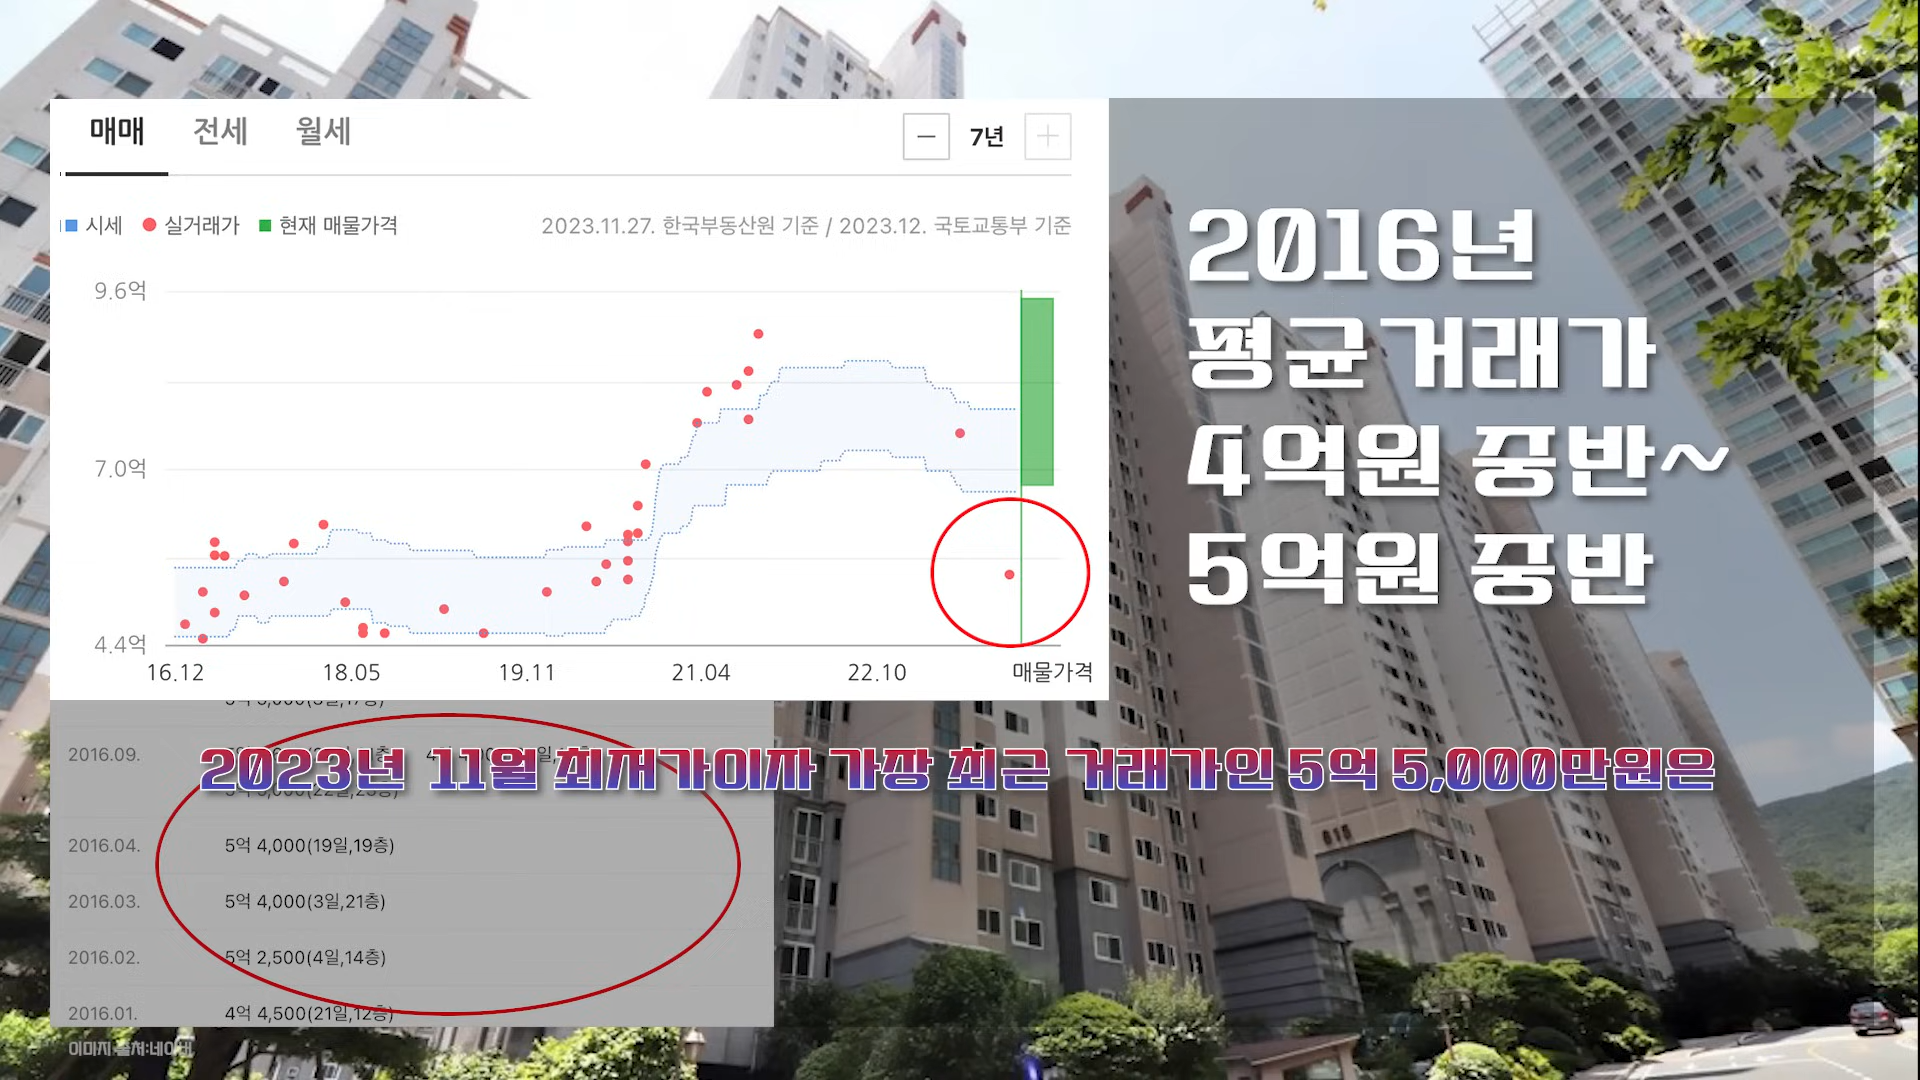 매매 전세 월세
7년
시세 실거래가 현재 매물가격
2023.11.27. 한국부동산원 기준 / 2023.12. 국토교통부 기준
9.6억
7.0억
4.4억
16.12 18.05 19.11 21.04 22.10 매물가격
2016년
평균 거래가
4억원 중반~
5억원 중반
2016.09.
2023년 11월 최저가이자 가장 최근 거래가인 5억 5,000만원은
2016.04. 5억 4,000(19일,19층)
2016.03. 5억 4,000(3일,21층)
2016.02. 5억 2,500(4일,14층)
2016.01. 4억 4,500(21일,12층)
이미지 출처:네이버
615